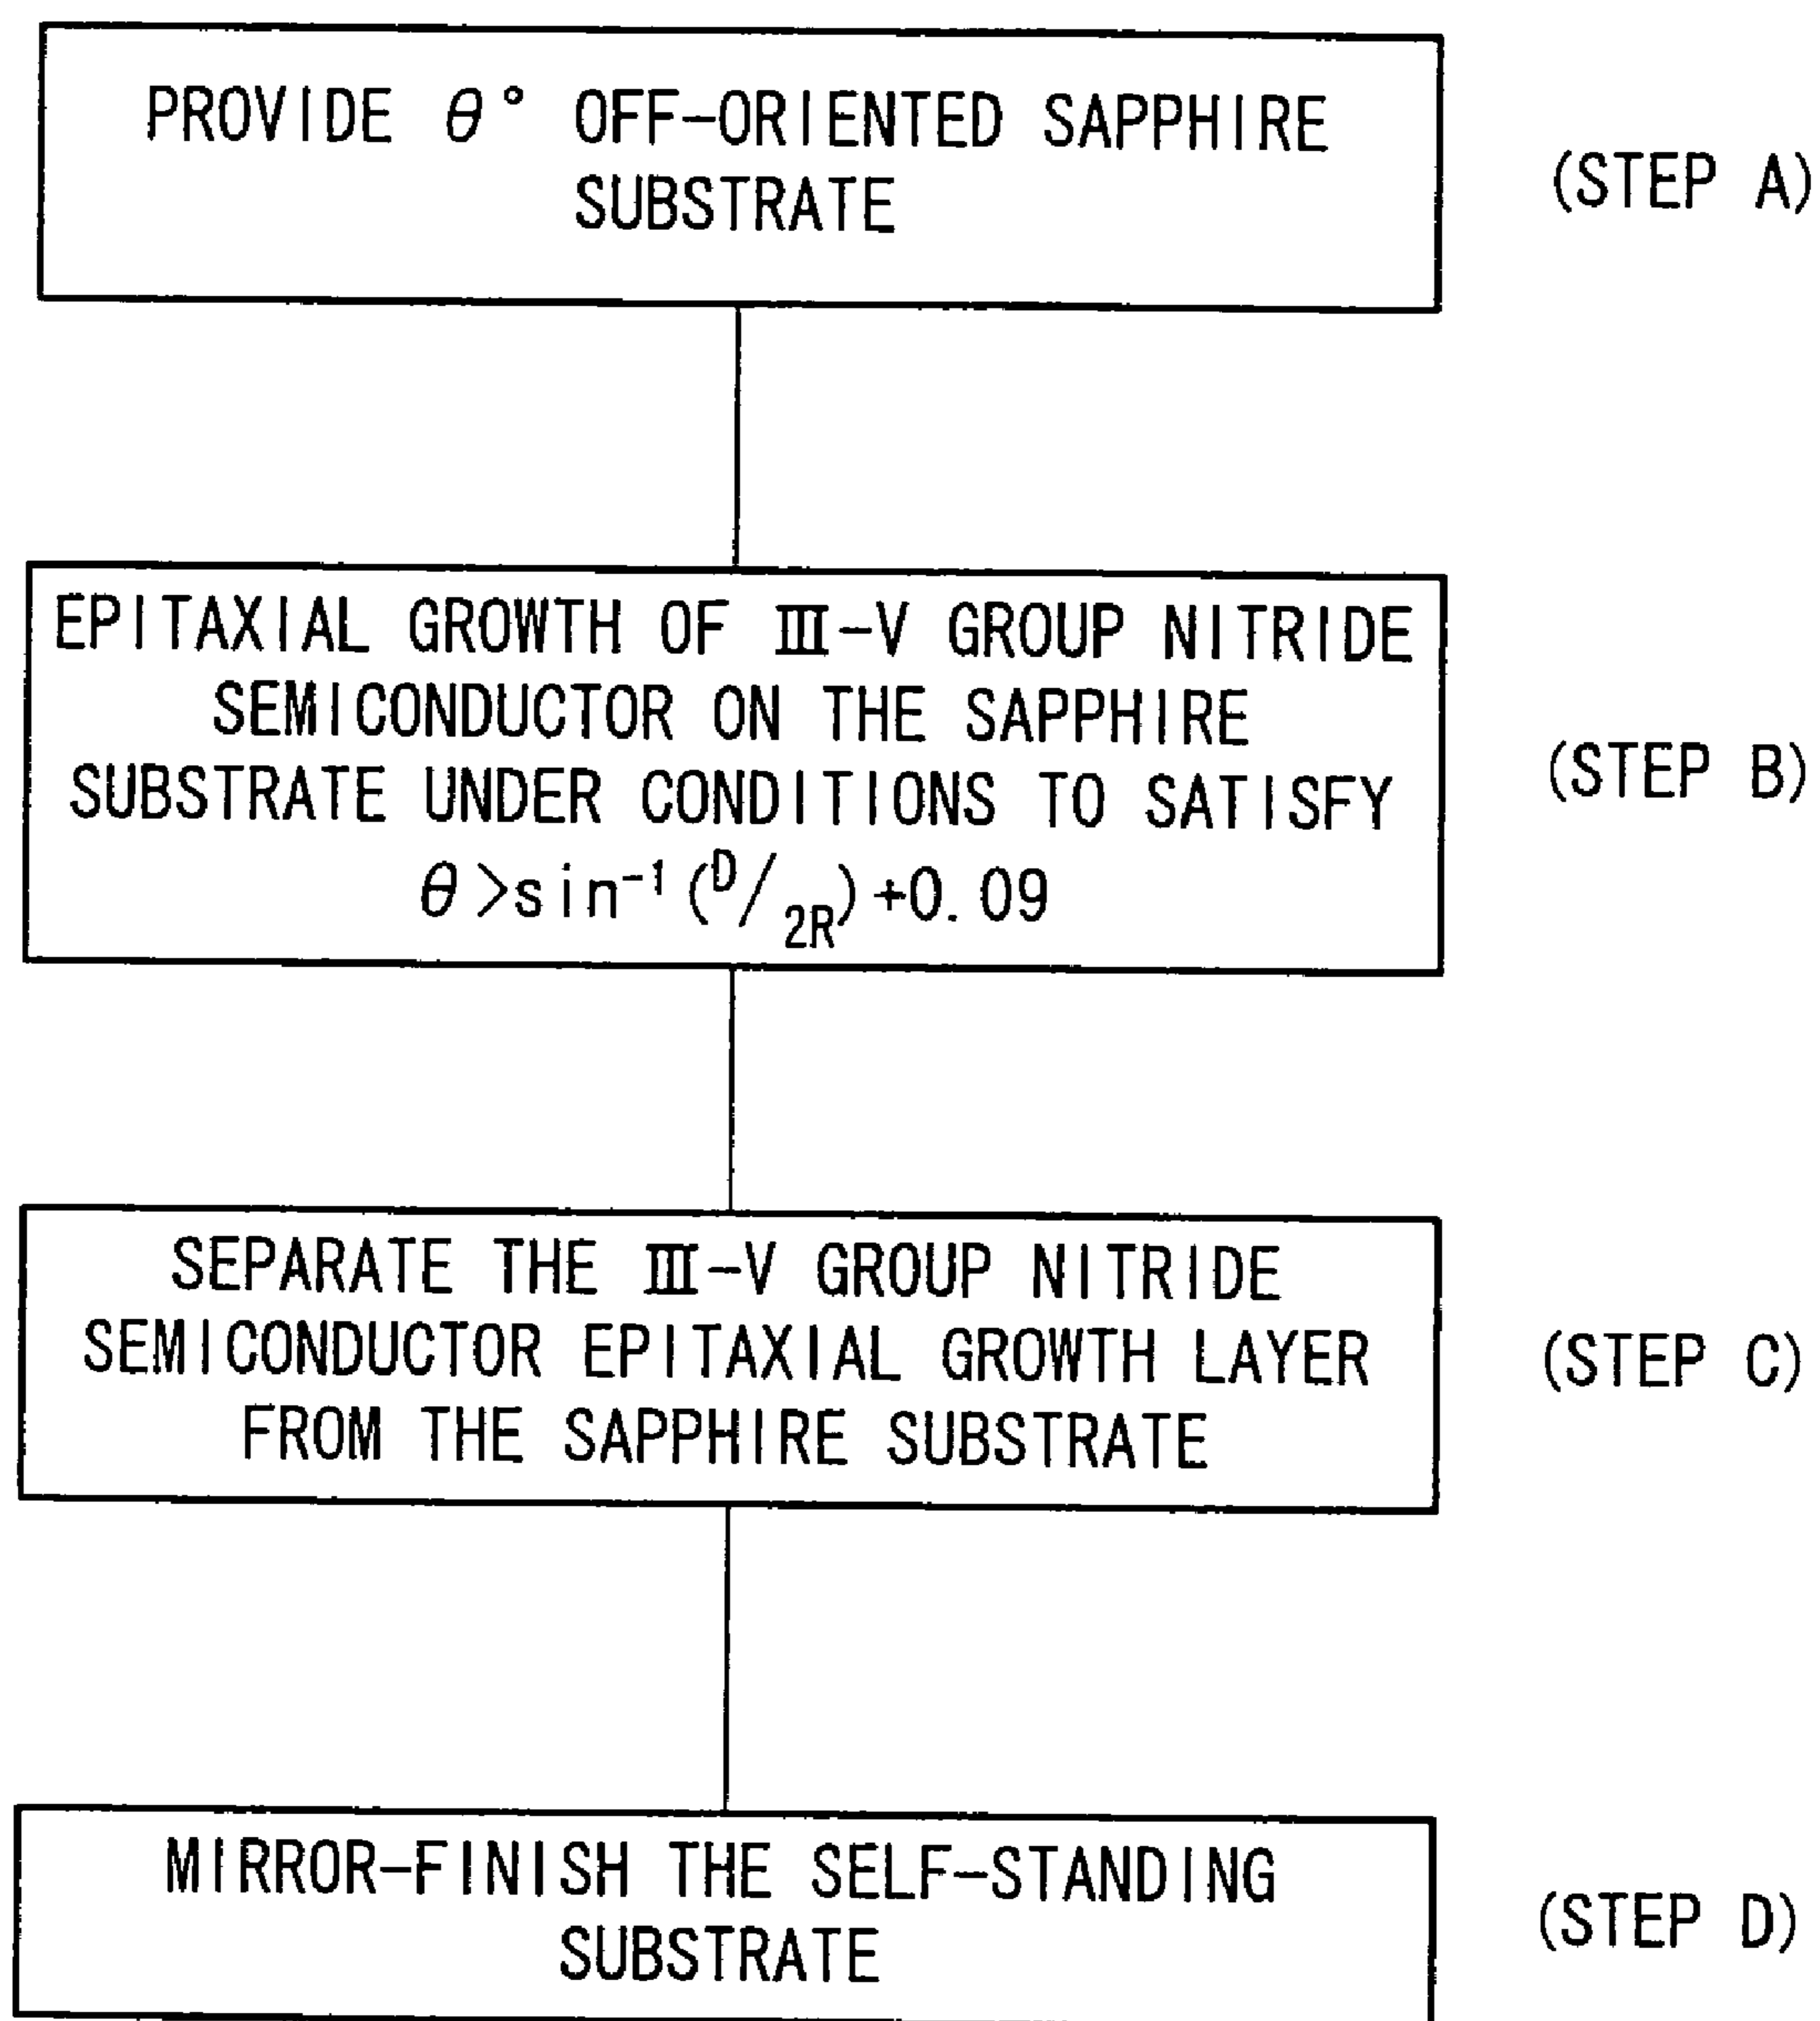 PROVIDE θ° OFF-ORIENTED SAPPHIRE
SUBSTRATE
(STEP A)
EPITAXIAL GROWTH OF Ⅲ-V GROUP NITRIDE
SEMICONDUCTOR ON THE SAPPHIRE
SUBSTRATE UNDER CONDITIONS TO SATISFY
θ>sin⁻¹(D/2R)+0.09
(STEP B)
SEPARATE THE Ⅲ-V GROUP NITRIDE
SEMICONDUCTOR EPITAXIAL GROWTH LAYER
FROM THE SAPPHIRE SUBSTRATE
(STEP C)
MIRROR-FINISH THE SELF-STANDING
SUBSTRATE
(STEP D)